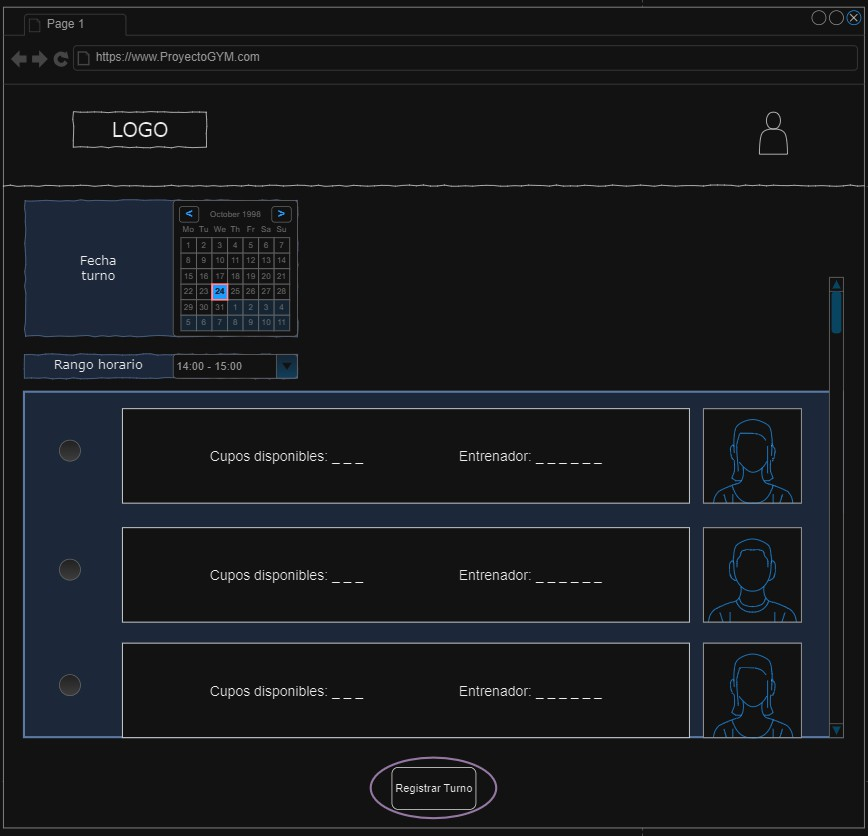 Page 1
https://www.ProyectoGYM.com
LOGO
Fecha
turno
< October 1998 >
Mo Tu We Th Fr Sa Su
1 2 3 4 5 6 7
8 9 10 11 12 13 14
15 16 17 18 19 20 21
22 23 24 25 26 27 28
29 30 31 1 2 3 4
5 6 7 8 9 10 11
Rango horario 14:00 - 15:00
Cupos disponibles: _ _ _ Entrenador: _ _ _ _ _ _
Cupos disponibles: _ _ _ Entrenador: _ _ _ _ _ _
Cupos disponibles: _ _ _ Entrenador: _ _ _ _ _ _
Registrar Turno